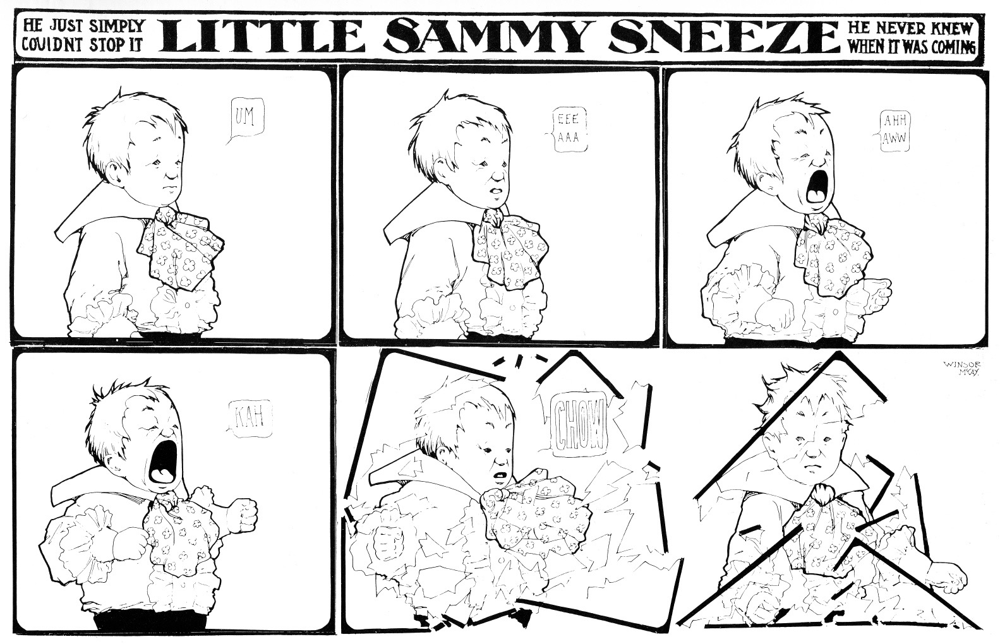 HE JUST SIMPLY
COUIDNT STOP IT
LITTLE SAMMY SNEEZE
HE NEVER KNEW
WHEN IT WAS COMING
UM
EEE
AAA
AHH
AWW
KAH
CHOW
WINSOR
McCAY.